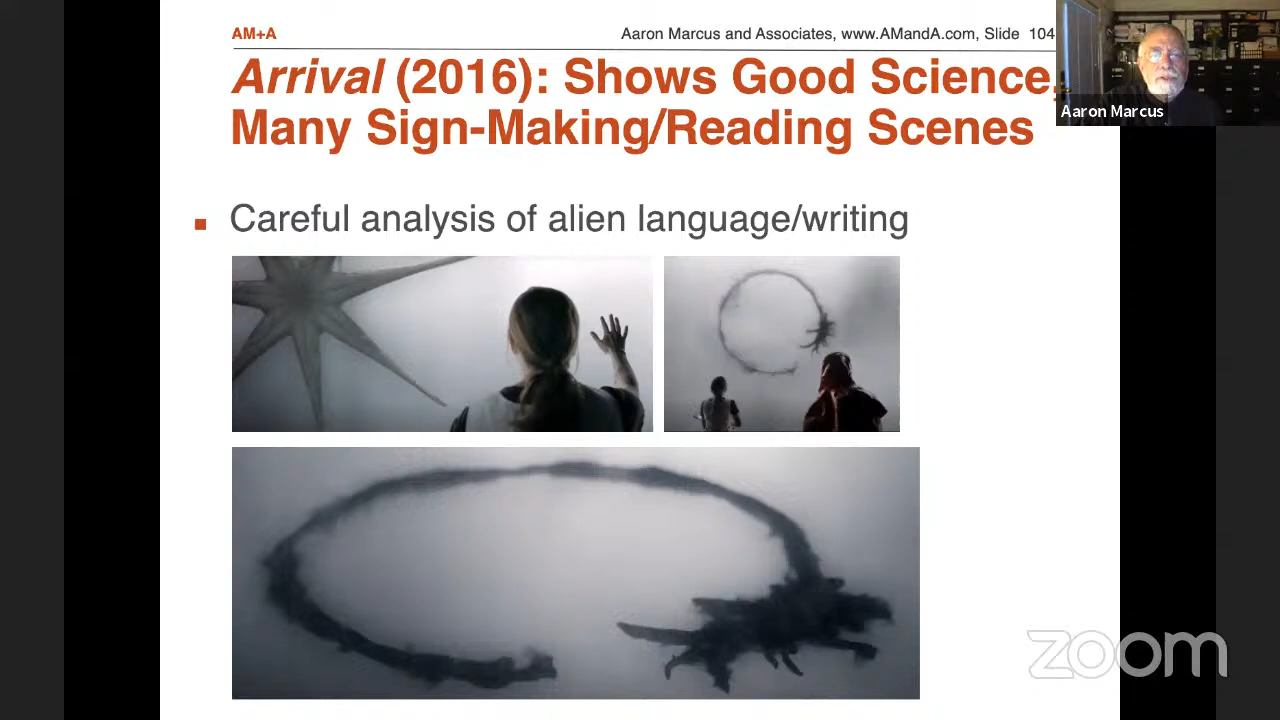 AM+A
Aaron Marcus and Associates, www.AMandA.com, Slide 104
Arrival (2016): Shows Good Science,
Many Sign-Making/Reading Scenes
Careful analysis of alien language/writing
Aaron Marcus
zoom